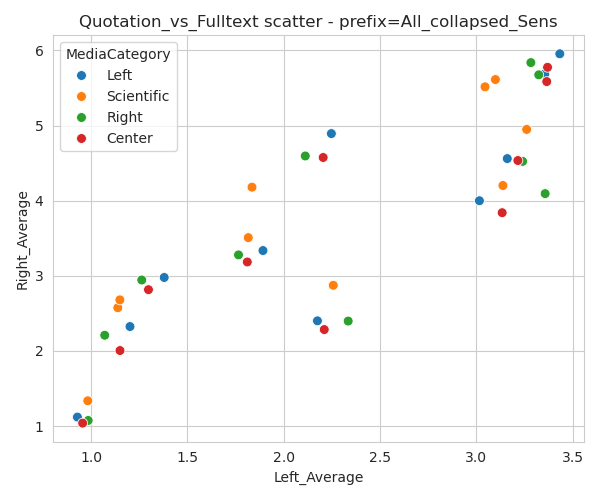 Quotation_vs_Fulltext scatter - prefix=All_collapsed_Sens
MediaCategory
Left
Scientific
Right
Center
Right_Average
6
5
4
3
2
1
1.0 1.5 2.0 2.5 3.0 3.5
Left_Average